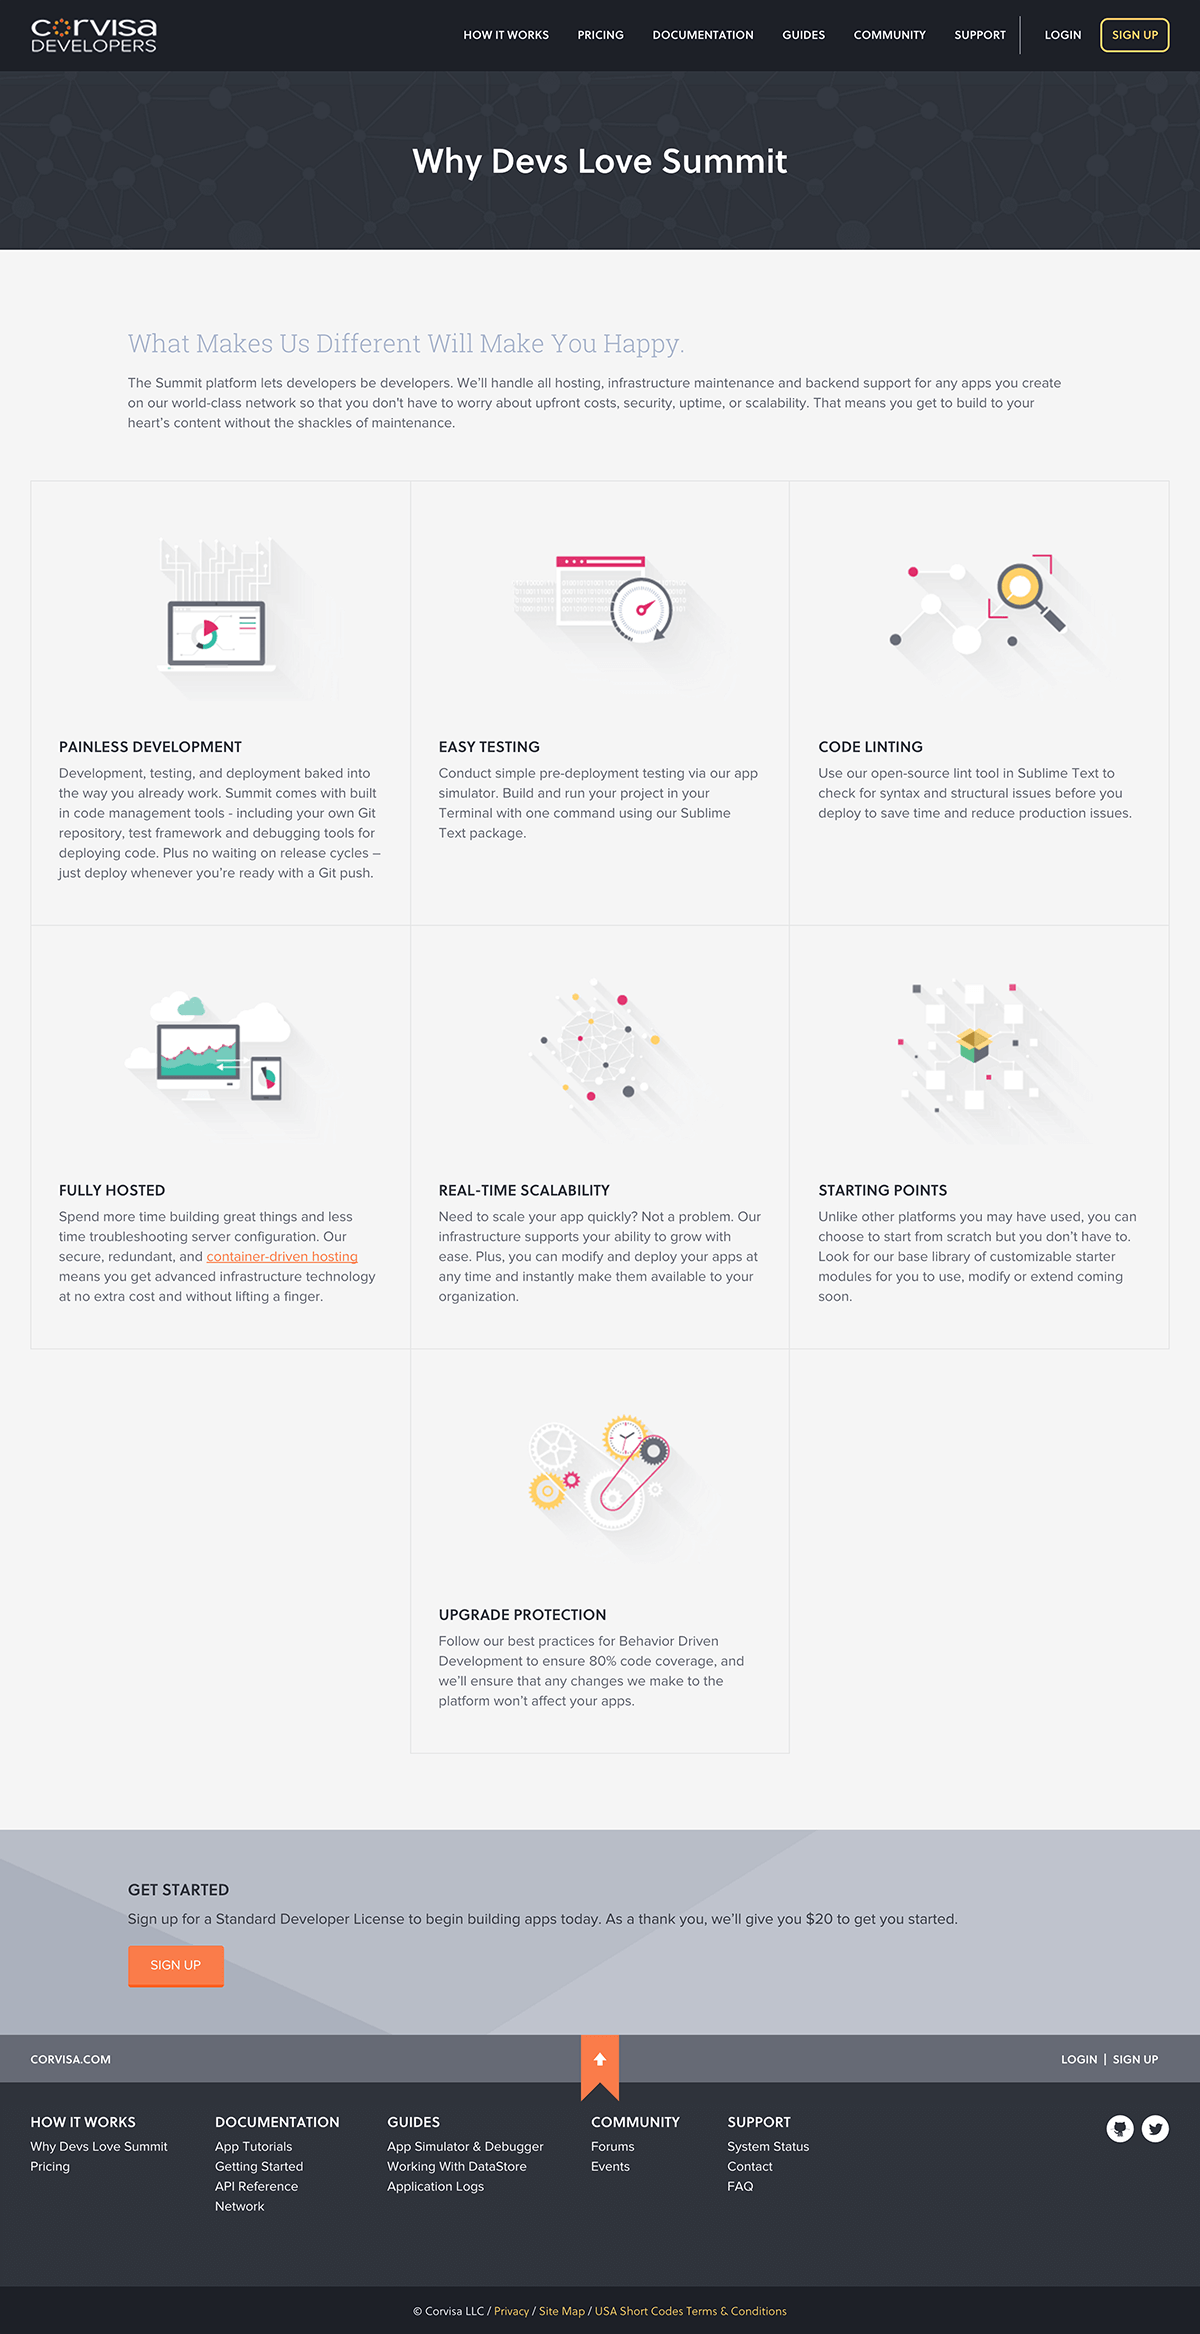 corvisa
DEVELOPERS
HOW IT WORKS
PRICING
DOCUMENTATION
GUIDES
COMMUNITY
SUPPORT
LOGIN
SIGN UP
Why Devs Love Summit
What Makes Us Different Will Make You Happy.
The Summit platform lets developers be developers. We’ll handle all hosting, infrastructure maintenance and backend support for any apps you create
on our world-class network so that you don't have to worry about upfront costs, security, uptime, or scalability. That means you get to build to your
heart’s content without the shackles of maintenance.
PAINLESS DEVELOPMENT
Development, testing, and deployment baked into
the way you already work. Summit comes with built
in code management tools - including your own Git
repository, test framework and debugging tools for
deploying code. Plus no waiting on release cycles –
just deploy whenever you’re ready with a Git push.
EASY TESTING
Conduct simple pre-deployment testing via our app
simulator. Build and run your project in your
Terminal with one command using our Sublime
Text package.
CODE LINTING
Use our open-source lint tool in Sublime Text to
check for syntax and structural issues before you
deploy to save time and reduce production issues.
FULLY HOSTED
Spend more time building great things and less
time troubleshooting server configuration. Our
secure, redundant, and container-driven hosting
means you get advanced infrastructure technology
at no extra cost and without lifting a finger.
REAL-TIME SCALABILITY
Need to scale your app quickly? Not a problem. Our
infrastructure supports your ability to grow with
ease. Plus, you can modify and deploy your apps at
any time and instantly make them available to your
organization.
STARTING POINTS
Unlike other platforms you may have used, you can
choose to start from scratch but you don’t have to.
Look for our base library of customizable starter
modules for you to use, modify or extend coming
soon.
UPGRADE PROTECTION
Follow our best practices for Behavior Driven
Development to ensure 80% code coverage, and
we’ll ensure that any changes we make to the
platform won’t affect your apps.
GET STARTED
Sign up for a Standard Developer License to begin building apps today. As a thank you, we’ll give you $20 to get you started.
SIGN UP
CORVISA.COM
LOGIN | SIGN UP
HOW IT WORKS
Why Devs Love Summit
Pricing
DOCUMENTATION
App Tutorials
Getting Started
API Reference
Network
GUIDES
App Simulator & Debugger
Working With DataStore
Application Logs
COMMUNITY
Forums
Events
SUPPORT
System Status
Contact
FAQ
© Corvisa LLC / Privacy / Site Map / USA Short Codes Terms & Conditions